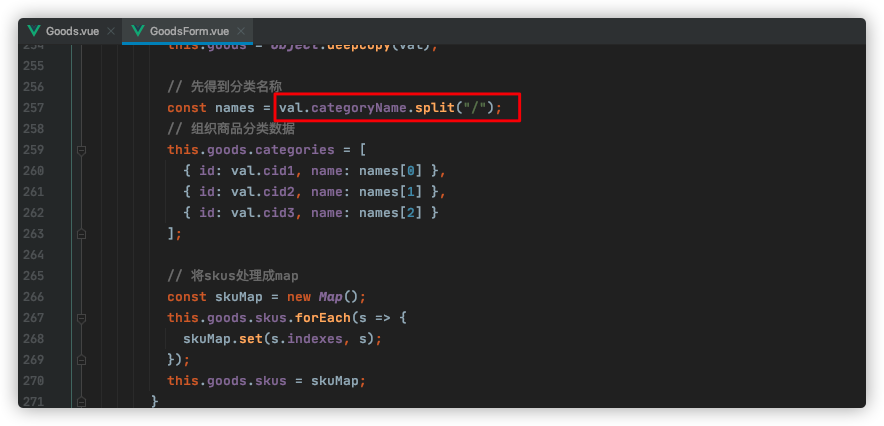 Goods.vue × GoodsForm.vue ×
254 this.goods = Object.deepCopy(val);
255
256 // 先得到分类名称
257 const names = val.categoryName.split("/");
258 // 组织商品分类数据
259 this.goods.categories = [
260 { id: val.cid1, name: names[0] },
261 { id: val.cid2, name: names[1] },
262 { id: val.cid3, name: names[2] }
263 ];
264
265 // 将skus处理成map
266 const skuMap = new Map();
267 this.goods.skus.forEach(s => {
268 skuMap.set(s.indexes, s);
269 });
270 this.goods.skus = skuMap;
271 }